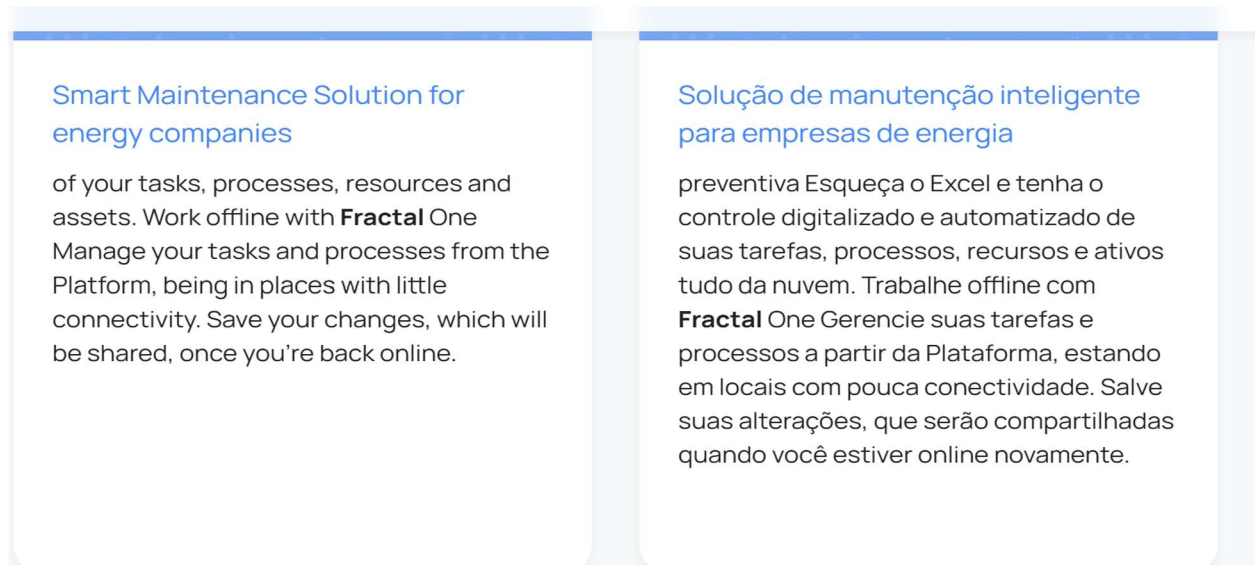 Smart Maintenance Solution for
energy companies
of your tasks, processes, resources and
assets. Work offline with Fractal One
Manage your tasks and processes from the
Platform, being in places with little
connectivity. Save your changes, which will
be shared, once you're back online.
Solução de manutenção inteligente
para empresas de energia
preventiva Esqueça o Excel e tenha o
controle digitalizado e automatizado de
suas tarefas, processos, recursos e ativos
tudo da nuvem. Trabalhe offline com
Fractal One Gerencie suas tarefas e
processos a partir da Plataforma, estando
em locais com pouca conectividade. Salve
suas alterações, que serão compartilhadas
quando você estiver online novamente.